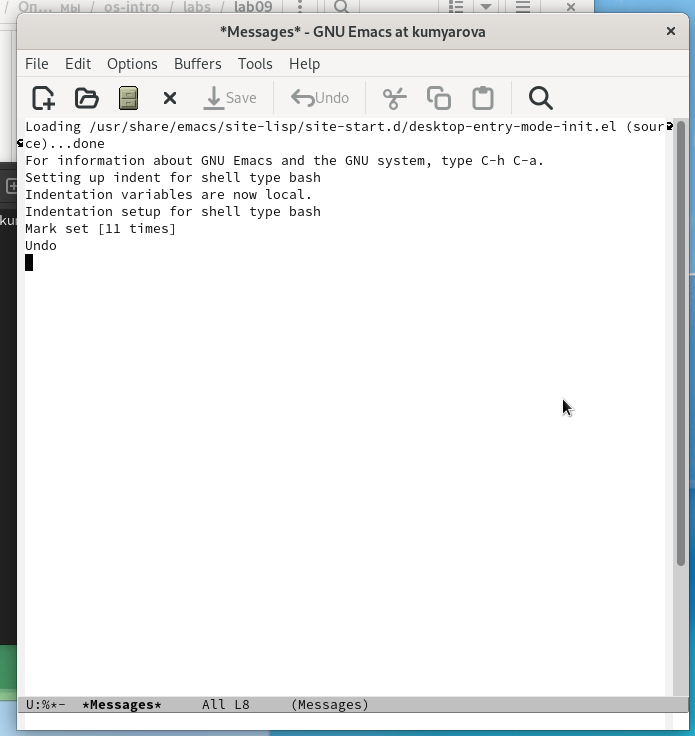 / Оп… мы / os-intro / labs / lab09
*Messages* - GNU Emacs at kumyarova
File Edit Options Buffers Tools Help
Save Undo
Loading /usr/share/emacs/site-lisp/site-start.d/desktop-entry-mode-init.el (sour
ce)...done
For information about GNU Emacs and the GNU system, type C-h C-a.
Setting up indent for shell type bash
Indentation variables are now local.
Indentation setup for shell type bash
Mark set [11 times]
Undo
kur
U:%*- *Messages* All L8 (Messages)